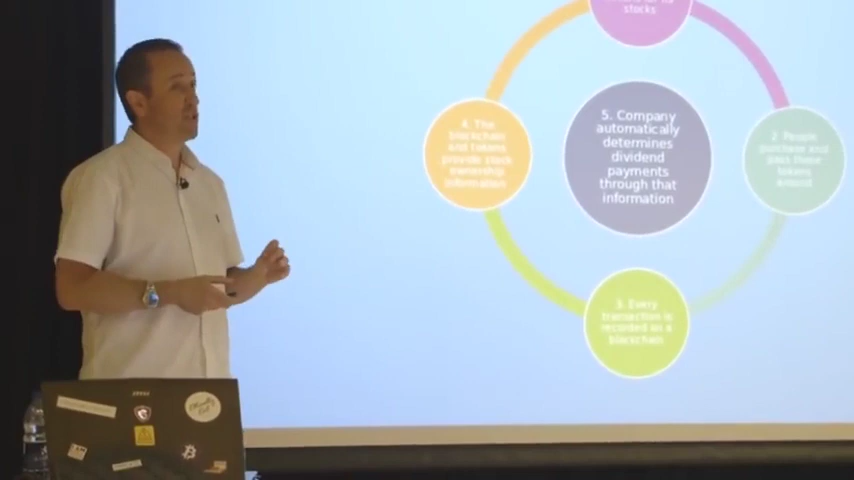 stocks
5. Company
automatically
determines
dividend
payments
through that
information
2. People
purchase and
pass these
tokens
around
3. Every
transaction is
recorded as a
blockchain
4. The
blockchain
and tokens
provide stock
ownership
information